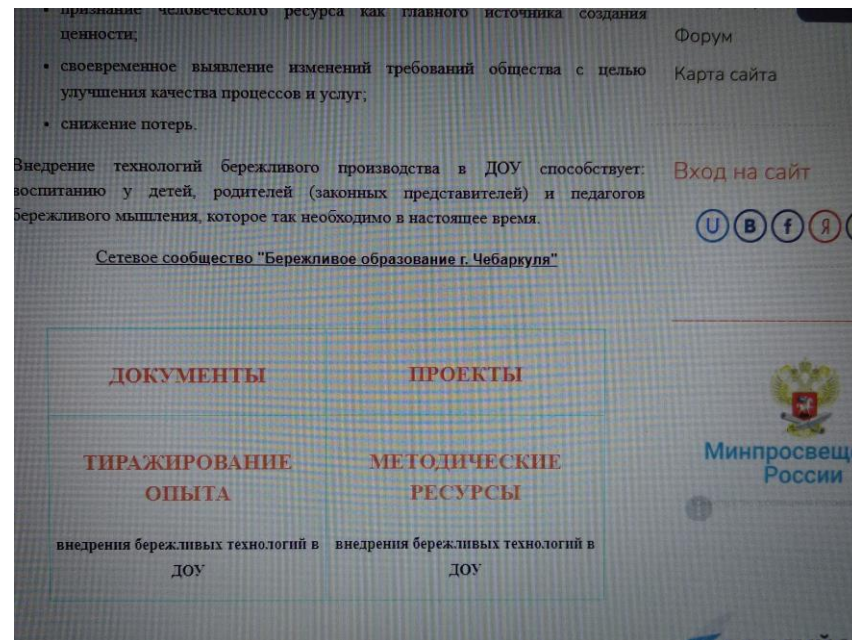 признание человеческого ресурса как главного источника создания
ценности;
своевременное выявление изменений требований общества с целью
улучшения качества процессов и услуг;
снижение потерь.
Внедрение технологий бережливого производства в ДОУ способствует:
воспитанию у детей, родителей (законных представителей) и педагогов
бережливого мышления, которое так необходимо в настоящее время.
Сетевое сообщество "Бережливое образование г. Чебаркуля"
ДОКУМЕНТЫ
ПРОЕКТЫ
ТИРАЖИРОВАНИЕ
ОПЫТА
внедрения бережливых технологий в
ДОУ
МЕТОДИЧЕСКИЕ
РЕСУРСЫ
внедрения бережливых технологий в
ДОУ
Форум
Карта сайта
Вход на сайт
U В f Я
Минпросвещ
России